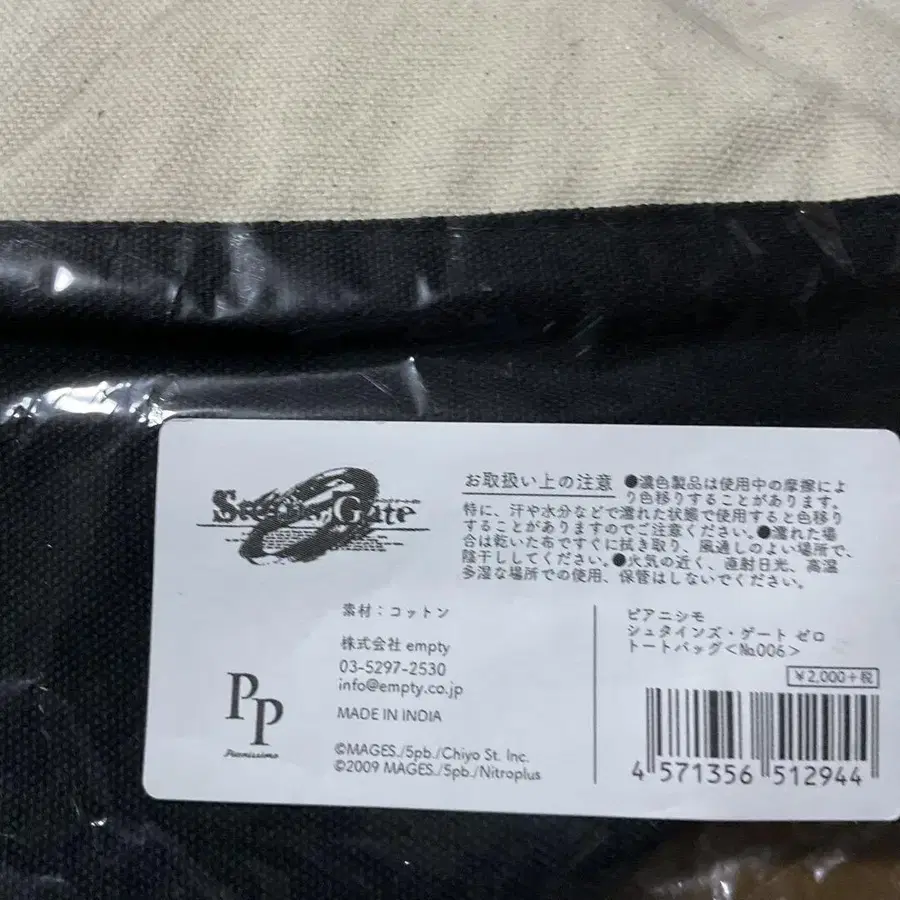 Steins Gate
0
お取扱い上の注意 ●濃色製品は使用中の摩擦によ
り色移りすることがあります。
特に、汗や水分などで濡れた状態で使用すると色移り
することがありますのでご注意ください。●濡れた場
合は乾いた布ですぐに拭き取り、風通しのよい場所で、
陰干ししてください。●火気の近く、直射日光、高温
多湿な場所での使用、保管はしないでください。
素材：コットン
株式会社 empty
03-5297-2530
info@empty.co.jp
MADE IN INDIA
PP
Pianissimo
©MAGES./5pb./Chiyo St. Inc.
©2009 MAGES./5pb./Nitroplus
ピアニシモ
シュタインズ・ゲート ゼロ
トートバッグ<№006>
¥2,000+税
4 571356 512944